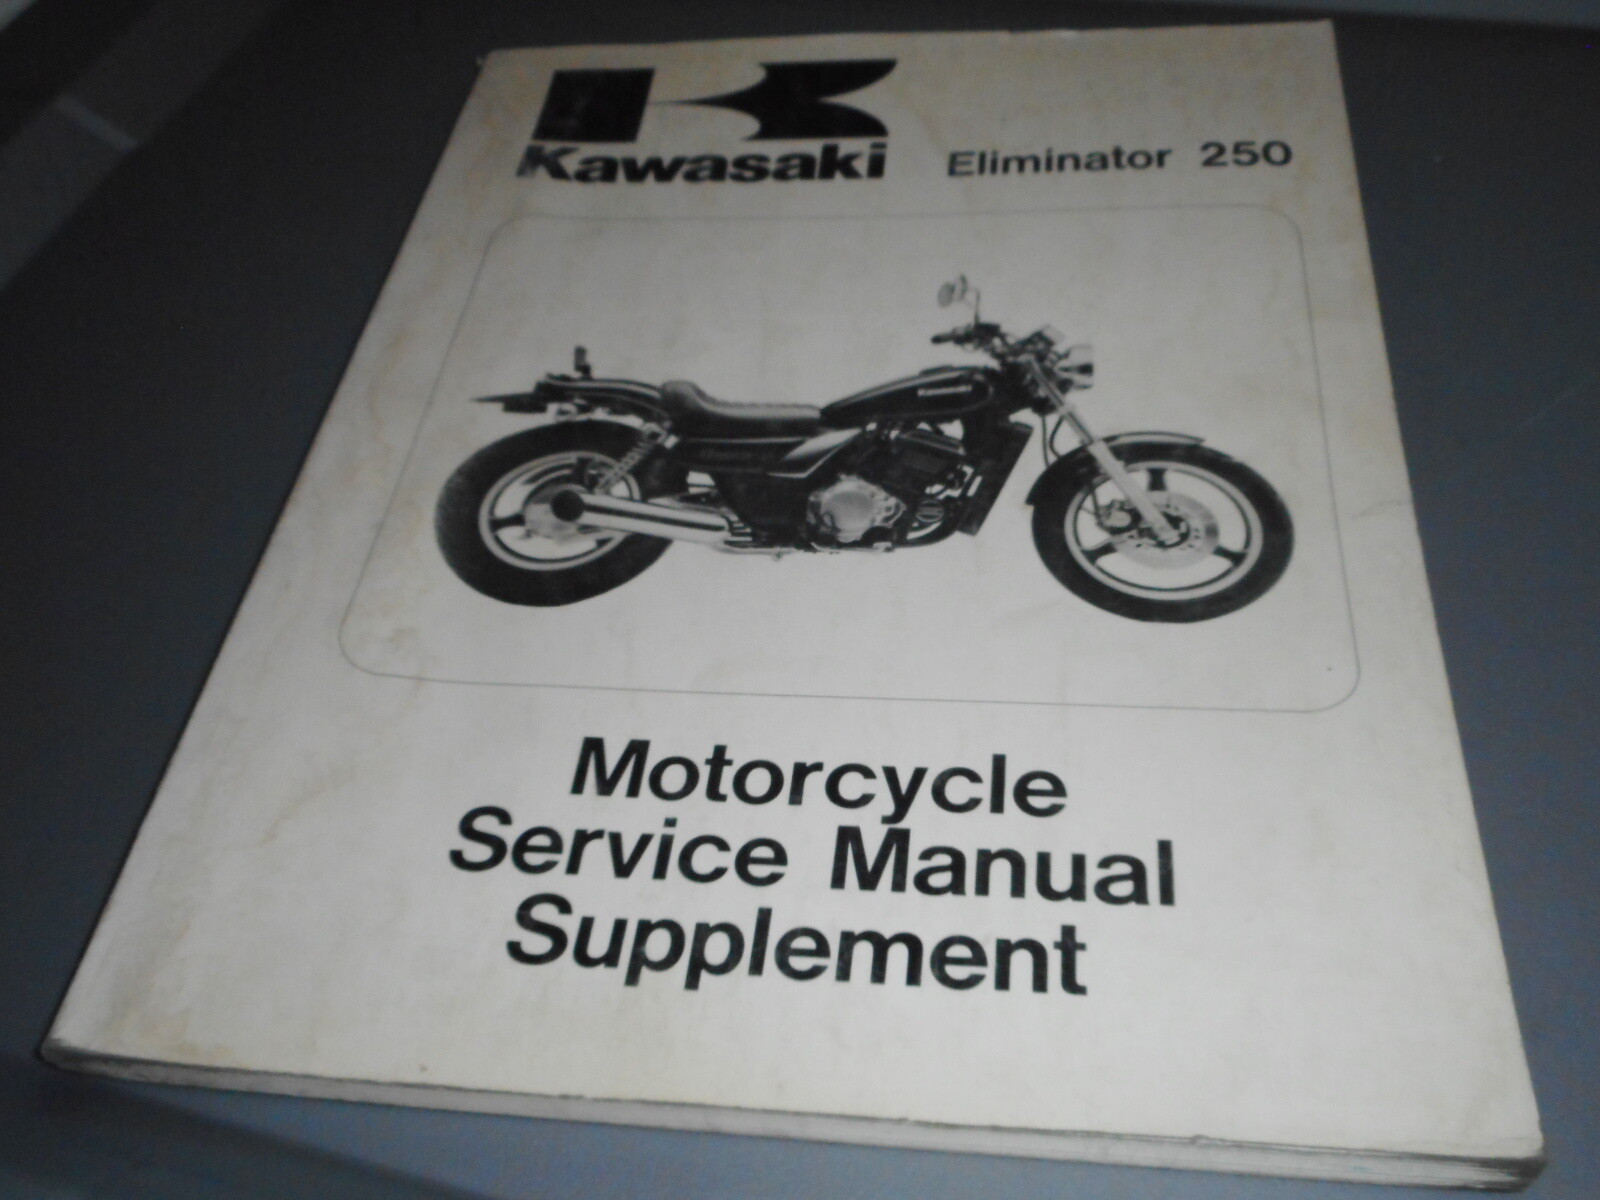 Kawasaki Eliminator 250
Motorcycle
Service Manual
Supplement